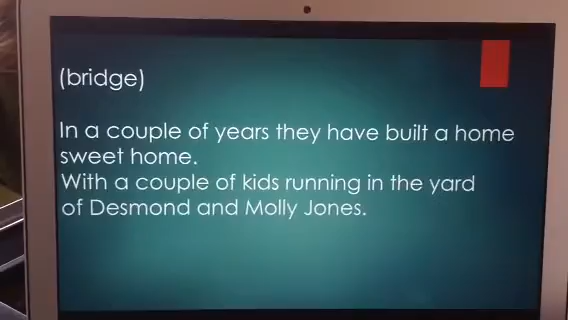 (bridge)
In a couple of years they have built a home
sweet home.
With a couple of kids running in the yard
of Desmond and Molly Jones.